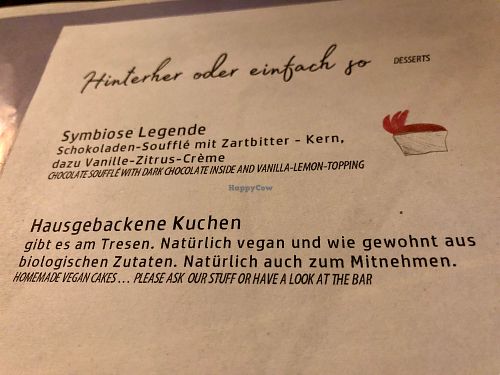 Hinterher oder einfach so
DESSERTS
Symbiose Legende
Schokoladen-Soufflé mit Zartbitter - Kern,
dazu Vanille-Zitrus-Crème
CHOCOLATE SOUFFLÉ WITH DARK CHOCOLATE INSIDE AND VANILLA-LEMON-TOPPING
HappyCow
Hausgebackene Kuchen
gibt es am Tresen. Natürlich vegan und wie gewohnt aus
biologischen Zutaten. Natürlich auch zum Mitnehmen.
HOMEMADE VEGAN CAKES ... PLEASE ASK OUR STUFF OR HAVE A LOOK AT THE BAR